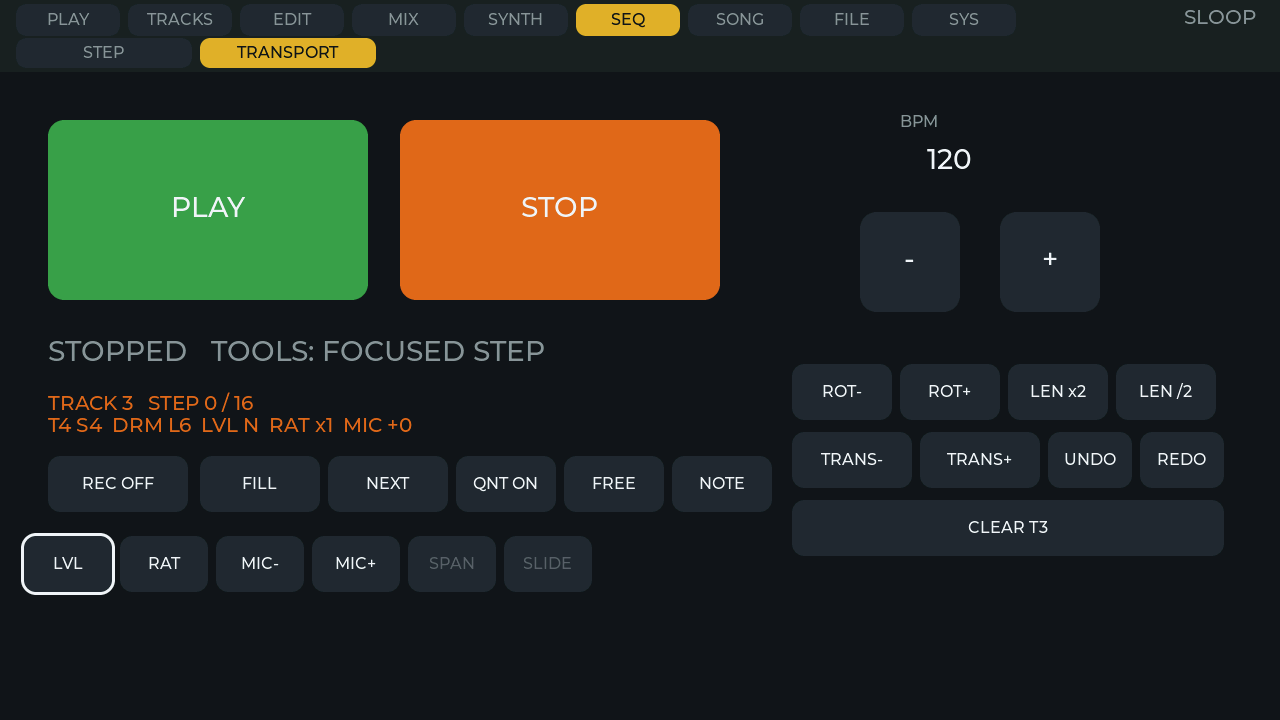 PLAY TRACKS EDIT MIX SYNTH SEQ SONG FILE SYS SLOOP
STEP TRANSPORT
BPM
120
PLAY STOP - +
STOPPED TOOLS: FOCUSED STEP
ROT- ROT+ LEN x2 LEN /2
TRACK 3 STEP 0 / 16
T4 S4 DRM L6 LVL N RAT x1 MIC +0
TRANS- TRANS+ UNDO REDO
REC OFF FILL NEXT QNT ON FREE NOTE
CLEAR T3
LVL RAT MIC- MIC+ SPAN SLIDE